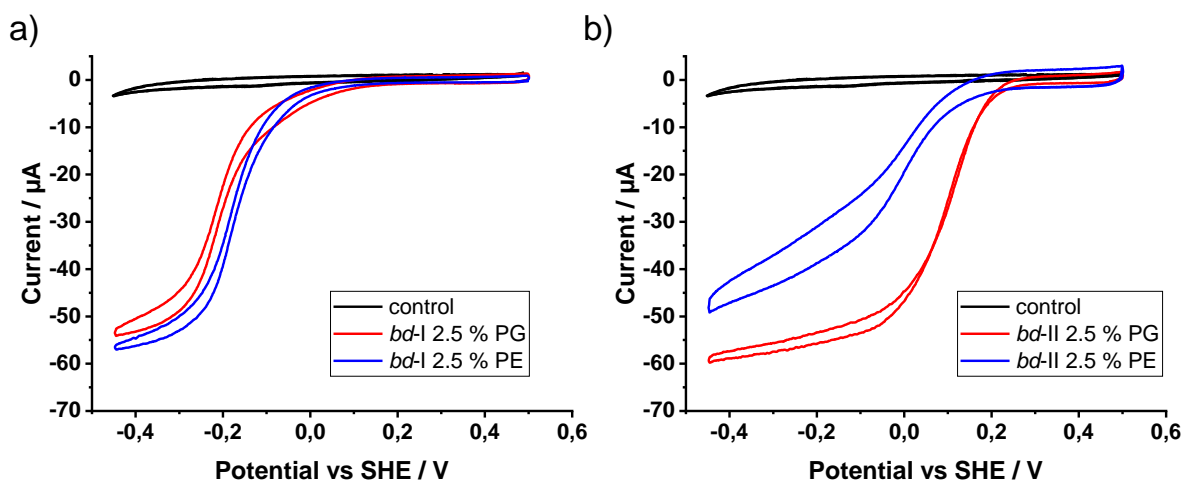 a)
0
-10
-20
-30
-40
-50
-60
-70
Current / µA
-0,4
-0,2
0,0
0,2
0,4
0,6
Potential vs SHE / V
control
bd-I 2.5 % PG
bd-I 2.5 % PE
b)
0
-10
-20
-30
-40
-50
-60
-70
Current / µA
-0,4
-0,2
0,0
0,2
0,4
0,6
Potential vs SHE / V
control
bd-II 2.5 % PG
bd-II 2.5 % PE